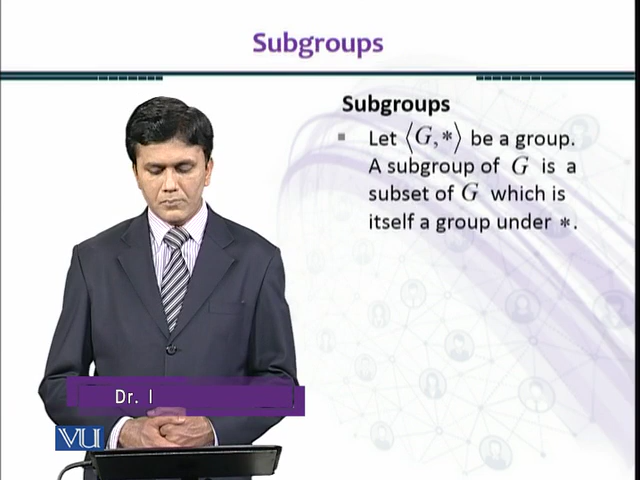 Subgroups
Subgroups
Let ⟨G,*⟩ be a group.
A subgroup of G is a
subset of G which is
itself a group under *.
Dr. I
VU